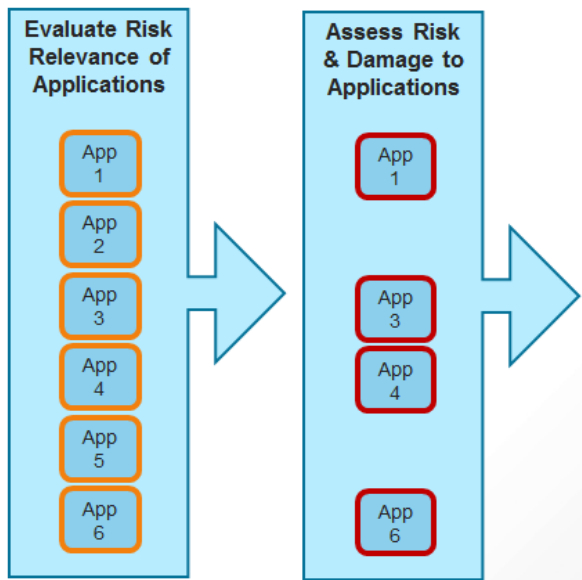 Evaluate Risk
Relevance of
Applications
App
1
App
2
App
3
App
4
App
5
App
6
Assess Risk
& Damage to
Applications
App
1
App
3
App
4
App
6